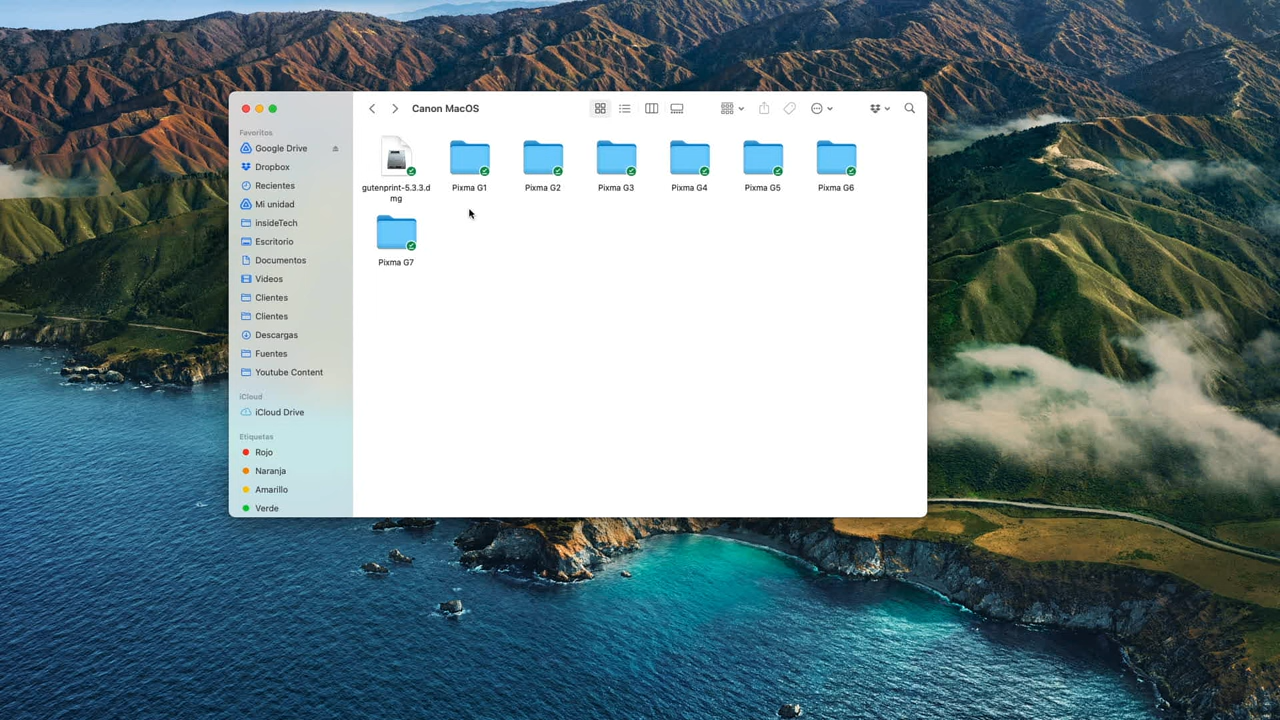 Canon MacOS
Favoritos
Google Drive
Dropbox
Recientes
Mi unidad
insideTech
Escritorio
Documentos
Videos
Clientes
Clientes
Descargas
Fuentes
Youtube Content
iCloud
iCloud Drive
Etiquetas
Rojo
Naranja
Amarillo
Verde
gutenprint-5.3.3.d
mg
Pixma G1
Pixma G2
Pixma G3
Pixma G4
Pixma G5
Pixma G6
Pixma G7